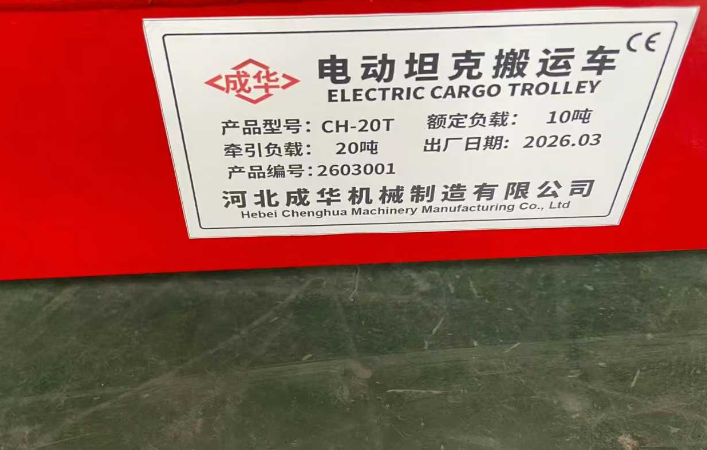 成华
电动坦克搬运车 CE
ELECTRIC CARGO TROLLEY
产品型号：CH-20T 额定负载： 10吨
牵引负载： 20吨 出厂日期：2026.03
产品编号：2603001
河北成华机械制造有限公司
Hebei Chenghua Machinery Manufacturing Co., Ltd